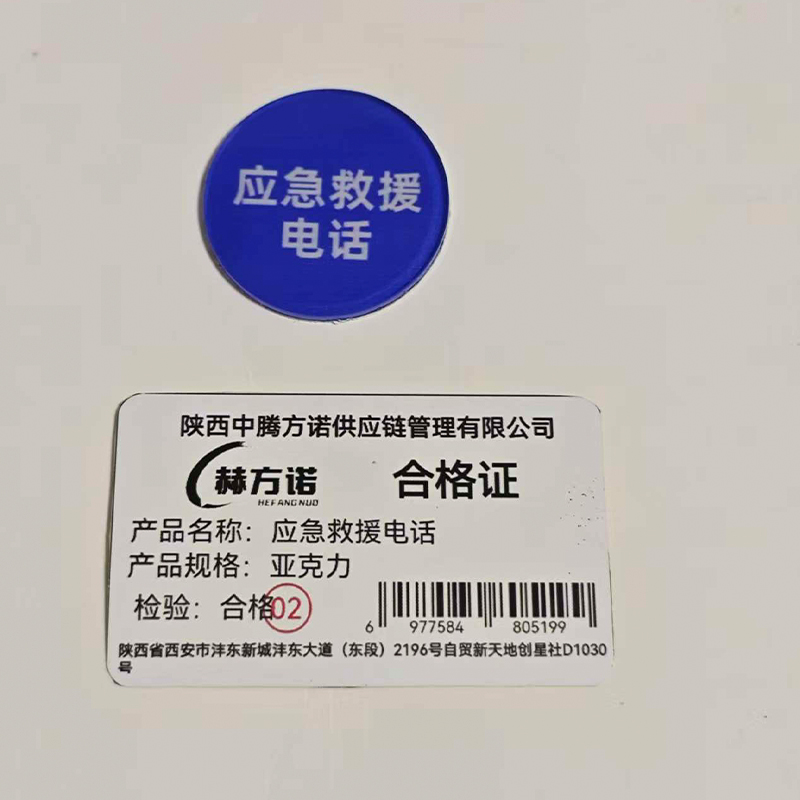 应急救援
电话
陕西中腾方诺供应链管理有限公司
赫方诺
HEFANGNUO
合格证
产品名称：应急救援电话
产品规格：亚克力
检验：合格02
6 977584 805199
陕西省西安市沣东新城沣东大道（东段）2196号自贸新天地创星社D1030
号